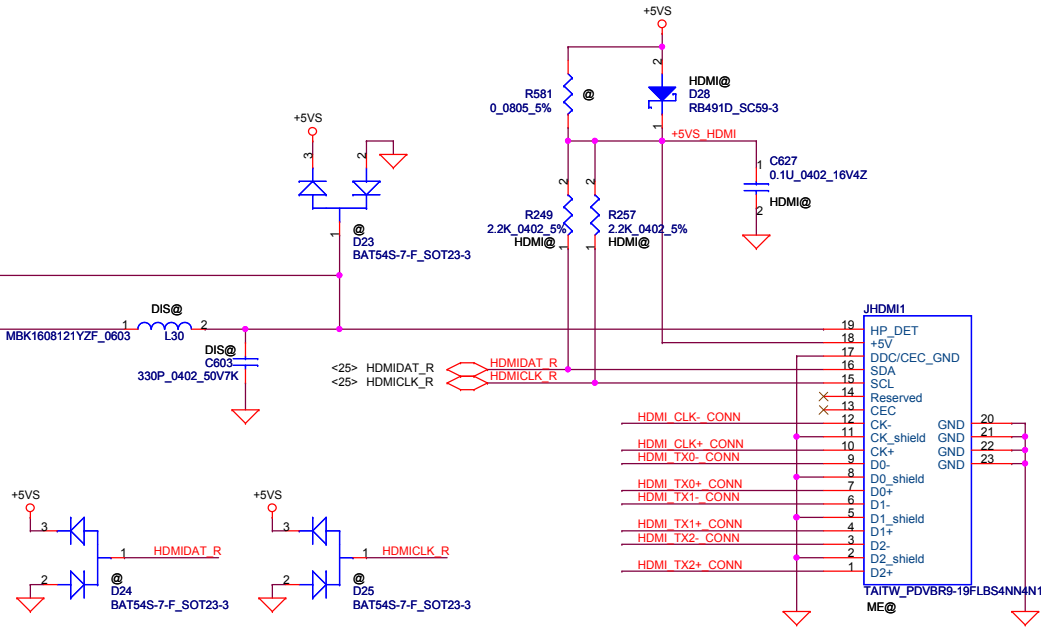 +5VS
R581
0_0805_5%
@
2
HDMI@
D28
RB491D_SC59-3
1
+5VS_HDMI
+5VS
3
2
1
@
D23
BAT54S-7-F_SOT23-3
1
C627
0.1U_0402_16V4Z
HDMI@
2
2
2
R249
2.2K_0402_5%
HDMI@
1
R257
2.2K_0402_5%
HDMI@
1
DIS@
MBK1608121YZF_0603
1
2
L30
DIS@
C603
330P_0402_50V7K
<25> HDMIDAT_R
HDMIDAT_R
<25> HDMICLK_R
HDMICLK_R
JHDMI1
19 HP_DET
18 +5V
17 DDC/CEC_GND
16 SDA
15 SCL
14 Reserved
13 CEC
HDMI_CLK-_CONN 12 CK-
11 CK_shield
HDMI_CLK+_CONN 10 CK+
HDMI_TX0-_CONN 9 D0-
8 D0_shield
HDMI_TX0+_CONN 7 D0+
HDMI_TX1-_CONN 6 D1-
5 D1_shield
HDMI_TX1+_CONN 4 D1+
HDMI_TX2-_CONN 3 D2-
2 D2_shield
HDMI_TX2+_CONN 1 D2+
GND 20
GND 21
GND 22
GND 23
TAITW_PDVBR9-19FLBS4NN4N1
ME@
+5VS
3
2
1
HDMIDAT_R
@
D24
BAT54S-7-F_SOT23-3
+5VS
3
2
1
HDMICLK_R
@
D25
BAT54S-7-F_SOT23-3